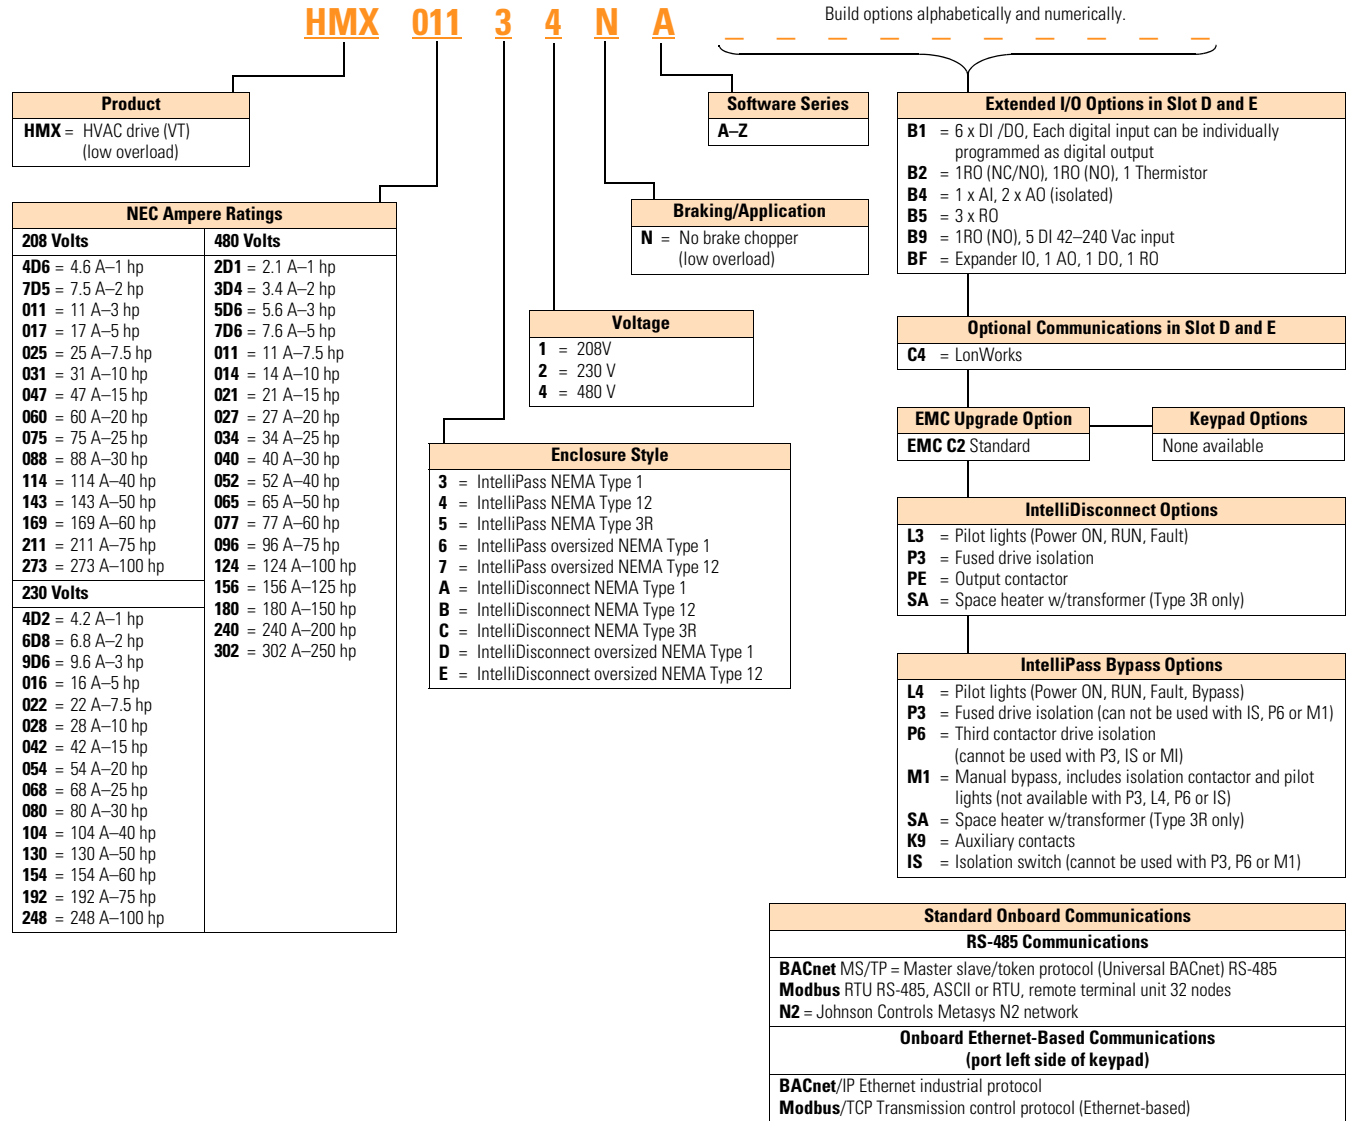 HMX 011 3 4 N A _ _ _ _ _ _ _ _ _ _
Build options alphabetically and numerically.
Product
HMX = HVAC drive (VT)
(low overload)
Software Series
A–Z
Extended I/O Options in Slot D and E
B1 = 6 x DI /DO, Each digital input can be individually
programmed as digital output
B2 = 1RO (NC/NO), 1RO (NO), 1 Thermistor
B4 = 1 x AI, 2 x AO (isolated)
B5 = 3 x RO
B9 = 1RO (NO), 5 DI 42–240 Vac input
BF = Expander IO, 1 AO, 1 DO, 1 RO
NEC Ampere Ratings
208 Volts
4D6 = 4.6 A–1 hp
7D5 = 7.5 A–2 hp
011 = 11 A–3 hp
017 = 17 A–5 hp
025 = 25 A–7.5 hp
031 = 31 A–10 hp
047 = 47 A–15 hp
060 = 60 A–20 hp
075 = 75 A–25 hp
088 = 88 A–30 hp
114 = 114 A–40 hp
143 = 143 A–50 hp
169 = 169 A–60 hp
211 = 211 A–75 hp
273 = 273 A–100 hp
230 Volts
4D2 = 4.2 A–1 hp
6D8 = 6.8 A–2 hp
9D6 = 9.6 A–3 hp
016 = 16 A–5 hp
022 = 22 A–7.5 hp
028 = 28 A–10 hp
042 = 42 A–15 hp
054 = 54 A–20 hp
068 = 68 A–25 hp
080 = 80 A–30 hp
104 = 104 A–40 hp
130 = 130 A–50 hp
154 = 154 A–60 hp
192 = 192 A–75 hp
248 = 248 A–100 hp
480 Volts
2D1 = 2.1 A–1 hp
3D4 = 3.4 A–2 hp
5D6 = 5.6 A–3 hp
7D6 = 7.6 A–5 hp
011 = 11 A–7.5 hp
014 = 14 A–10 hp
021 = 21 A–15 hp
027 = 27 A–20 hp
034 = 34 A–25 hp
040 = 40 A–30 hp
052 = 52 A–40 hp
065 = 65 A–50 hp
077 = 77 A–60 hp
096 = 96 A–75 hp
124 = 124 A–100 hp
156 = 156 A–125 hp
180 = 180 A–150 hp
240 = 240 A–200 hp
302 = 302 A–250 hp
Braking/Application
N = No brake chopper
(low overload)
Voltage
1 = 208V
2 = 230 V
4 = 480 V
Enclosure Style
3 = IntelliPass NEMA Type 1
4 = IntelliPass NEMA Type 12
5 = IntelliPass NEMA Type 3R
6 = IntelliPass oversized NEMA Type 1
7 = IntelliPass oversized NEMA Type 12
A = IntelliDisconnect NEMA Type 1
B = IntelliDisconnect NEMA Type 12
C = IntelliDisconnect NEMA Type 3R
D = IntelliDisconnect oversized NEMA Type 1
E = IntelliDisconnect oversized NEMA Type 12
Optional Communications in Slot D and E
C4 = LonWorks
EMC Upgrade Option
EMC C2 Standard
Keypad Options
None available
IntelliDisconnect Options
L3 = Pilot lights (Power ON, RUN, Fault)
P3 = Fused drive isolation
PE = Output contactor
SA = Space heater w/transformer (Type 3R only)
IntelliPass Bypass Options
L4 = Pilot lights (Power ON, RUN, Fault, Bypass)
P3 = Fused drive isolation (can not be used with IS, P6 or M1)
P6 = Third contactor drive isolation
(cannot be used with P3, IS or MI)
M1 = Manual bypass, includes isolation contactor and pilot
lights (not available with P3, L4, P6 or IS)
SA = Space heater w/transformer (Type 3R only)
K9 = Auxiliary contacts
IS = Isolation switch (cannot be used with P3, P6 or M1)
Standard Onboard Communications
RS-485 Communications
BACnet MS/TP = Master slave/token protocol (Universal BACnet) RS-485
Modbus RTU RS-485, ASCII or RTU, remote terminal unit 32 nodes
N2 = Johnson Controls Metasys N2 network
Onboard Ethernet-Based Communications
(port left side of keypad)
BACnet/IP Ethernet industrial protocol
Modbus/TCP Transmission control protocol (Ethernet-based)